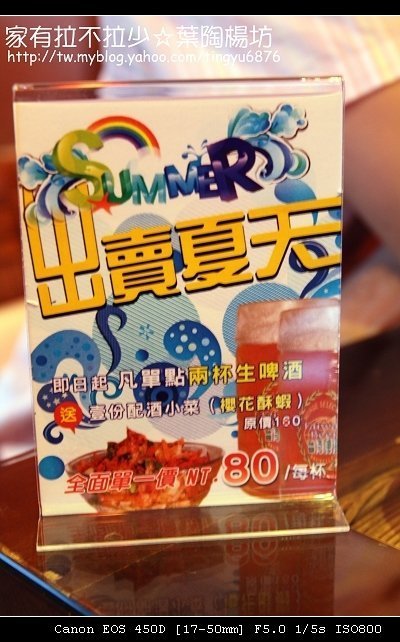 家有拉不拉少☆葉陶楊坊
http://tw.myblog.yahoo.com/tingyu6876
SUMMER
出賣夏天
即日起 凡單點兩杯生啤酒
送 壹份配酒小菜（櫻花酥蝦）
原價160
全面單一價 NT.80/每杯
Canon EOS 450D [17-50mm] F5.0 1/5s ISO800